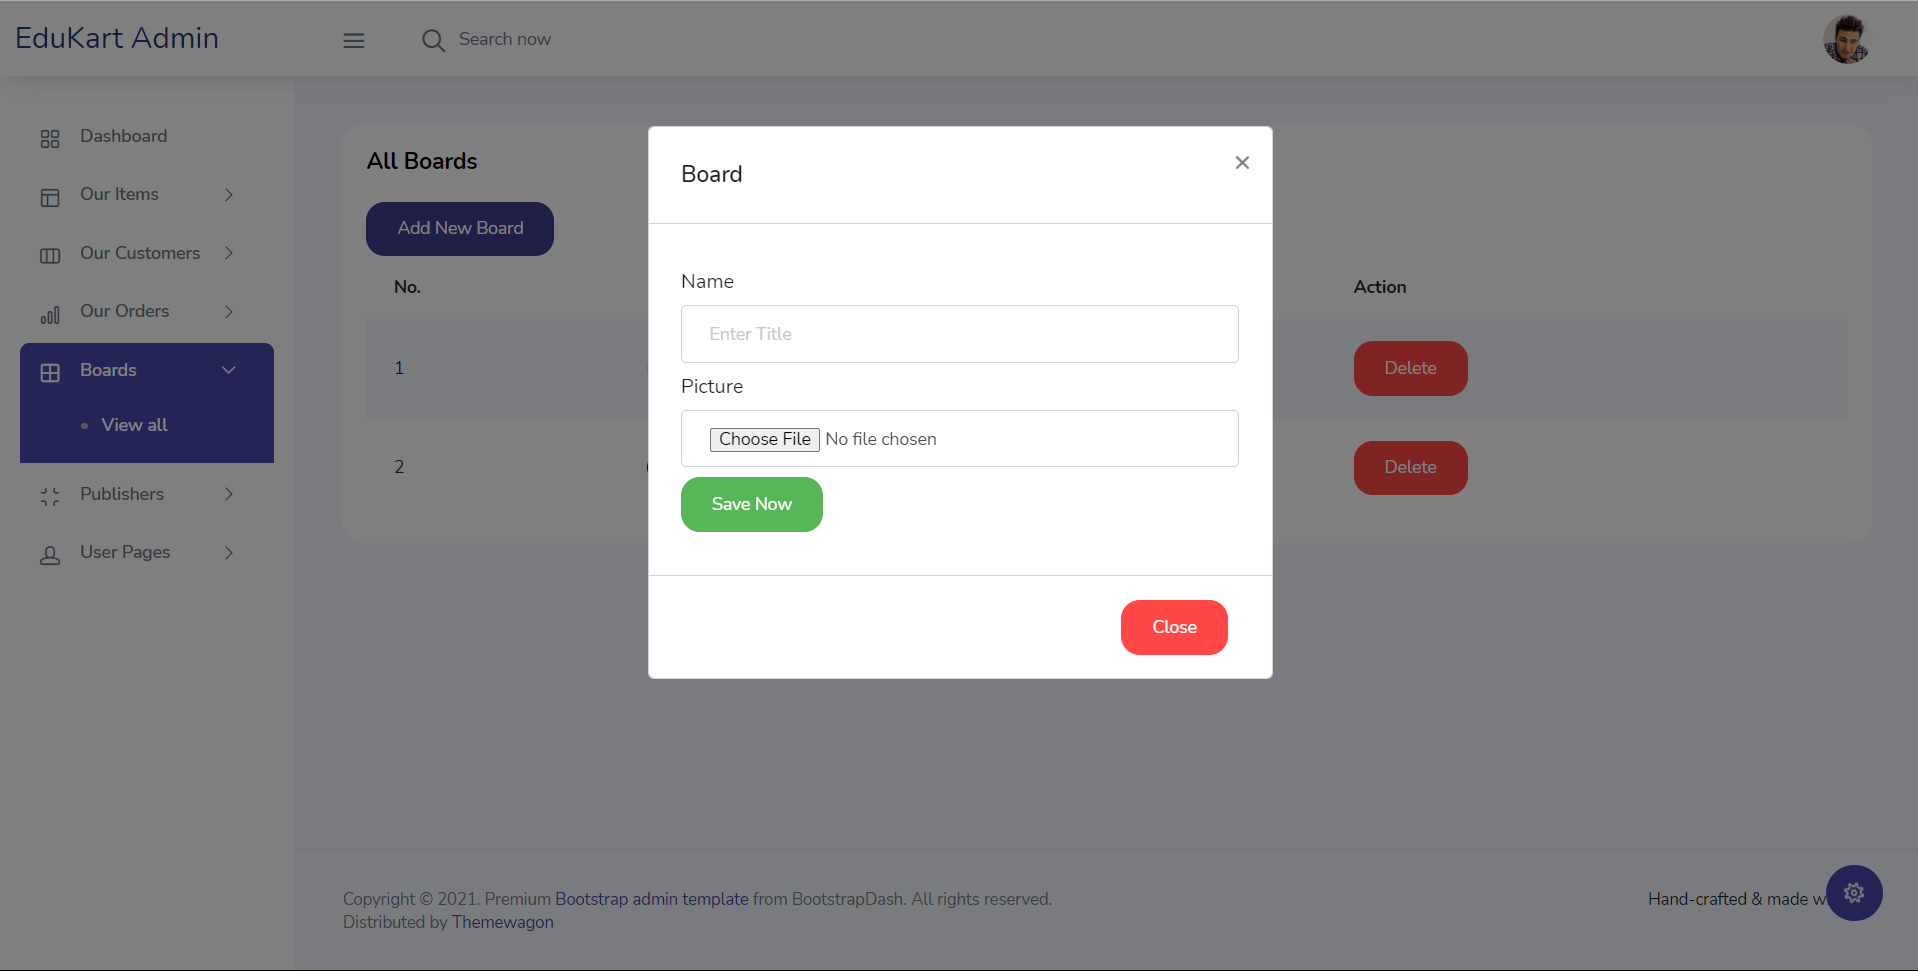 EduKart Admin
Search now
Dashboard
Our Items
Our Customers
Our Orders
Boards
View all
Publishers
User Pages
All Boards
Add New Board
No.
Action
1
Delete
2
Delete
Board
×
Name
Enter Title
Picture
Choose File No file chosen
Save Now
Close
Copyright © 2021. Premium Bootstrap admin template from BootstrapDash. All rights reserved.
Distributed by Themewagon
Hand-crafted & made